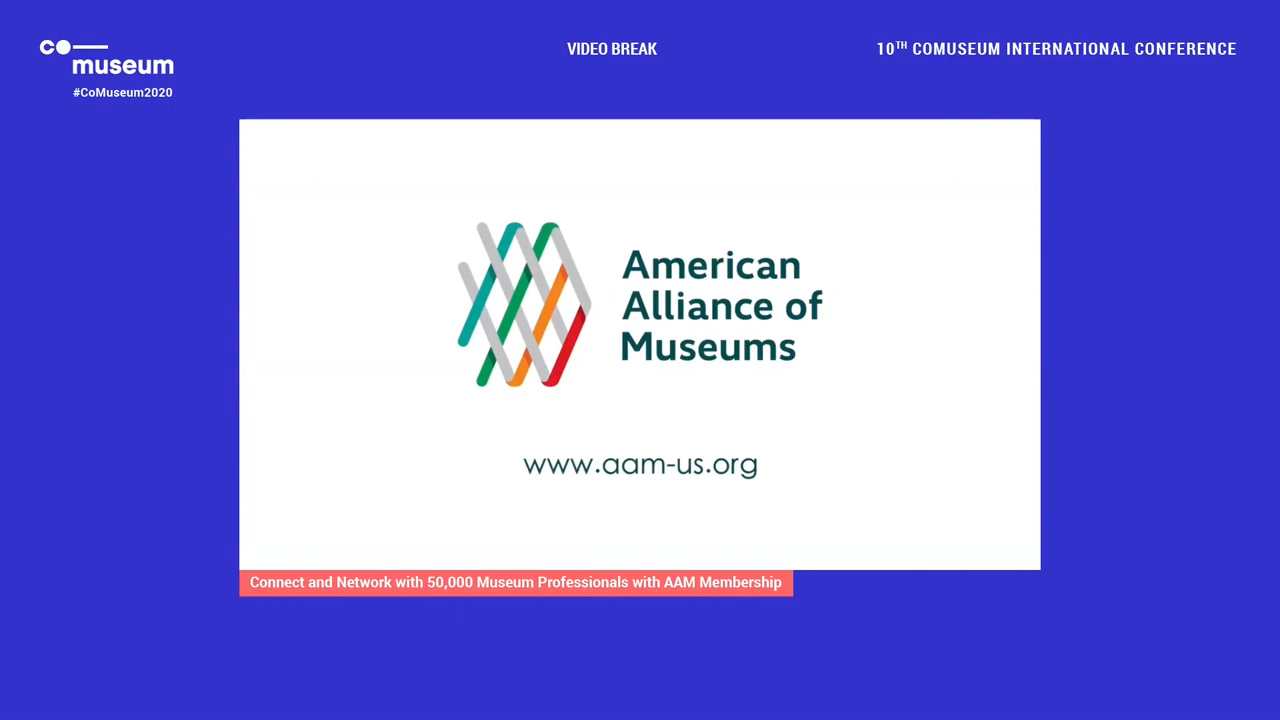 co
museum
#CoMuseum2020
VIDEO BREAK
10TH COMUSEUM INTERNATIONAL CONFERENCE
American
Alliance of
Museums
www.aam-us.org
Connect and Network with 50,000 Museum Professionals with AAM Membership